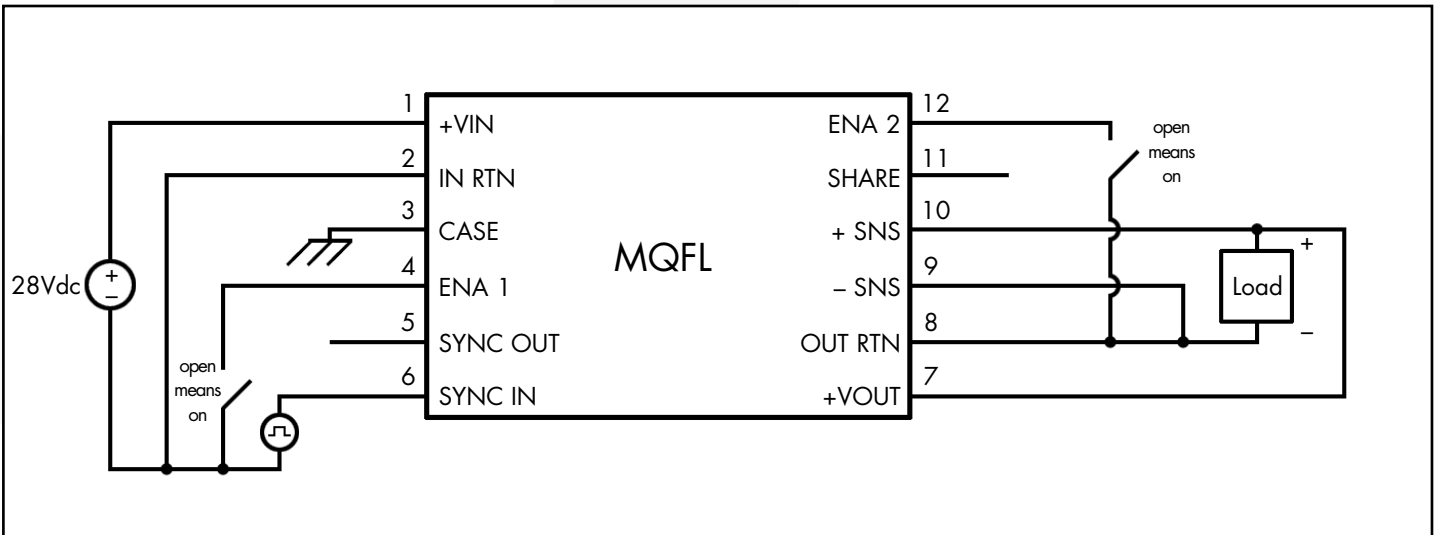 1
+VIN
2
IN RTN
3
CASE
4
ENA 1
5
SYNC OUT
6
SYNC IN
28Vdc
+
–
open
means
on
MQFL
12
ENA 2
11
SHARE
10
+ SNS
9
– SNS
8
OUT RTN
7
+VOUT
open
means
on
+
Load
–